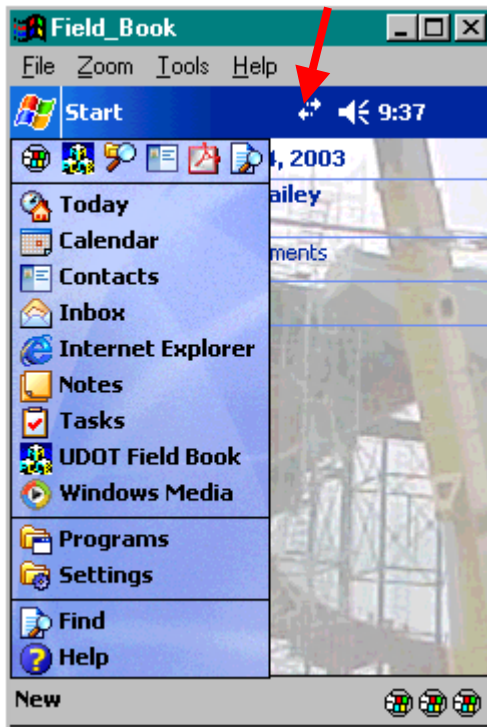 Field_Book
File Zoom Tools Help
Start 9:37
, 2003
ailey
ments
Today
Calendar
Contacts
Inbox
Internet Explorer
Notes
Tasks
UDOT Field Book
Windows Media
Programs
Settings
Find
Help
New